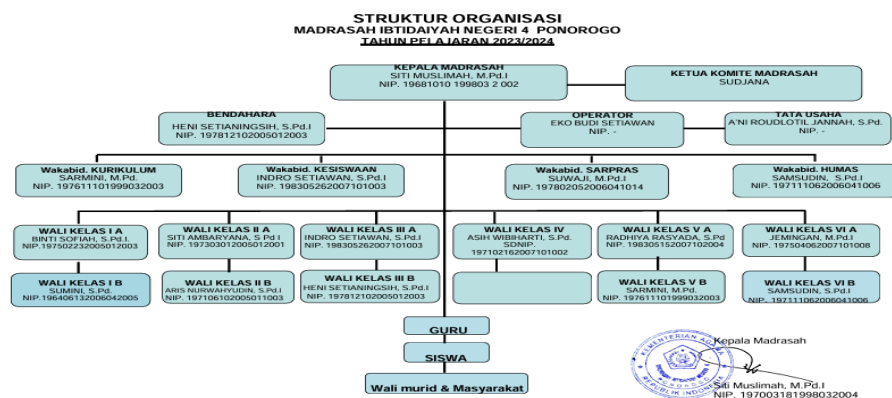 STRUKTUR ORGANISASI
MADRASAH IBTIDAIYAH NEGERI 4 PONOROGO
TAHUN PELAJARAN 2023/2024
KEPALA MADRASAH
SITI MUSLIMAH, M.Pd.I
NIP. 19681010 199803 2 002
KETUA KOMITE MADRASAH
SUDJANA
BENDAHARA
HENI SETIANINGSIH, S.Pd.I
NIP. 197812102005012003
OPERATOR
EKO BUDI SETIAWAN
NIP. -
TATA USAHA
A'NI ROUDLOTIL JANNAH, S.Pd.
NIP. -
Wakabid. KURIKULUM
SARMINI, M.Pd.
NIP. 197611101999032003
Wakabid. KESISWAAN
INDRO SETIAWAN, S.Pd.I
NIP. 198305262007101003
Wakabid. SARPRAS
SUWAJI, M.Pd.I
NIP. 197802052006041014
Wakabid. HUMAS
SAMSUDIN, S.Pd.I
NIP. 197111062006041006
WALI KELAS I A
BINTI SOFIAH, S.Pd.I.
NIP.197502232005012003
WALI KELAS II A
SITI AMBARYANA, S.Pd.I
NIP. 197303012005012001
WALI KELAS III A
INDRO SETIAWAN, S.Pd.I
NIP. 198305262007101003
WALI KELAS IV
ASIH WIBIHARTI, S.Pd.
SDNIP.
197102162007101002
WALI KELAS V A
RADHIYA RASYADA, S.Pd
NIP. 198305152007102004
WALI KELAS VI A
JEMINGAN, M.Pd.I
NIP. 197504062007101008
WALI KELAS I B
SUMINI, S.Pd.
NIP.196406132006042005
WALI KELAS II B
ARIS NURWAHYUDIN, S.Pd.I
NIP. 197106102005011003
WALI KELAS III B
HENI SETIANINGSIH, S.Pd.I
NIP. 197812102005012003
WALI KELAS V B
SARMINI, M.Pd.
NIP. 197611101999032003
WALI KELAS VI B
SAMSUDIN, S.Pd.I
NIP. 197111062006041006
GURU
SISWA
Wali murid & Masyarakat
Kepala Madrasah
KEMENTERIAN AGAMA
REPUBLIK INDONESIA
Siti Muslimah, M.Pd.I
NIP. 197003181998032004